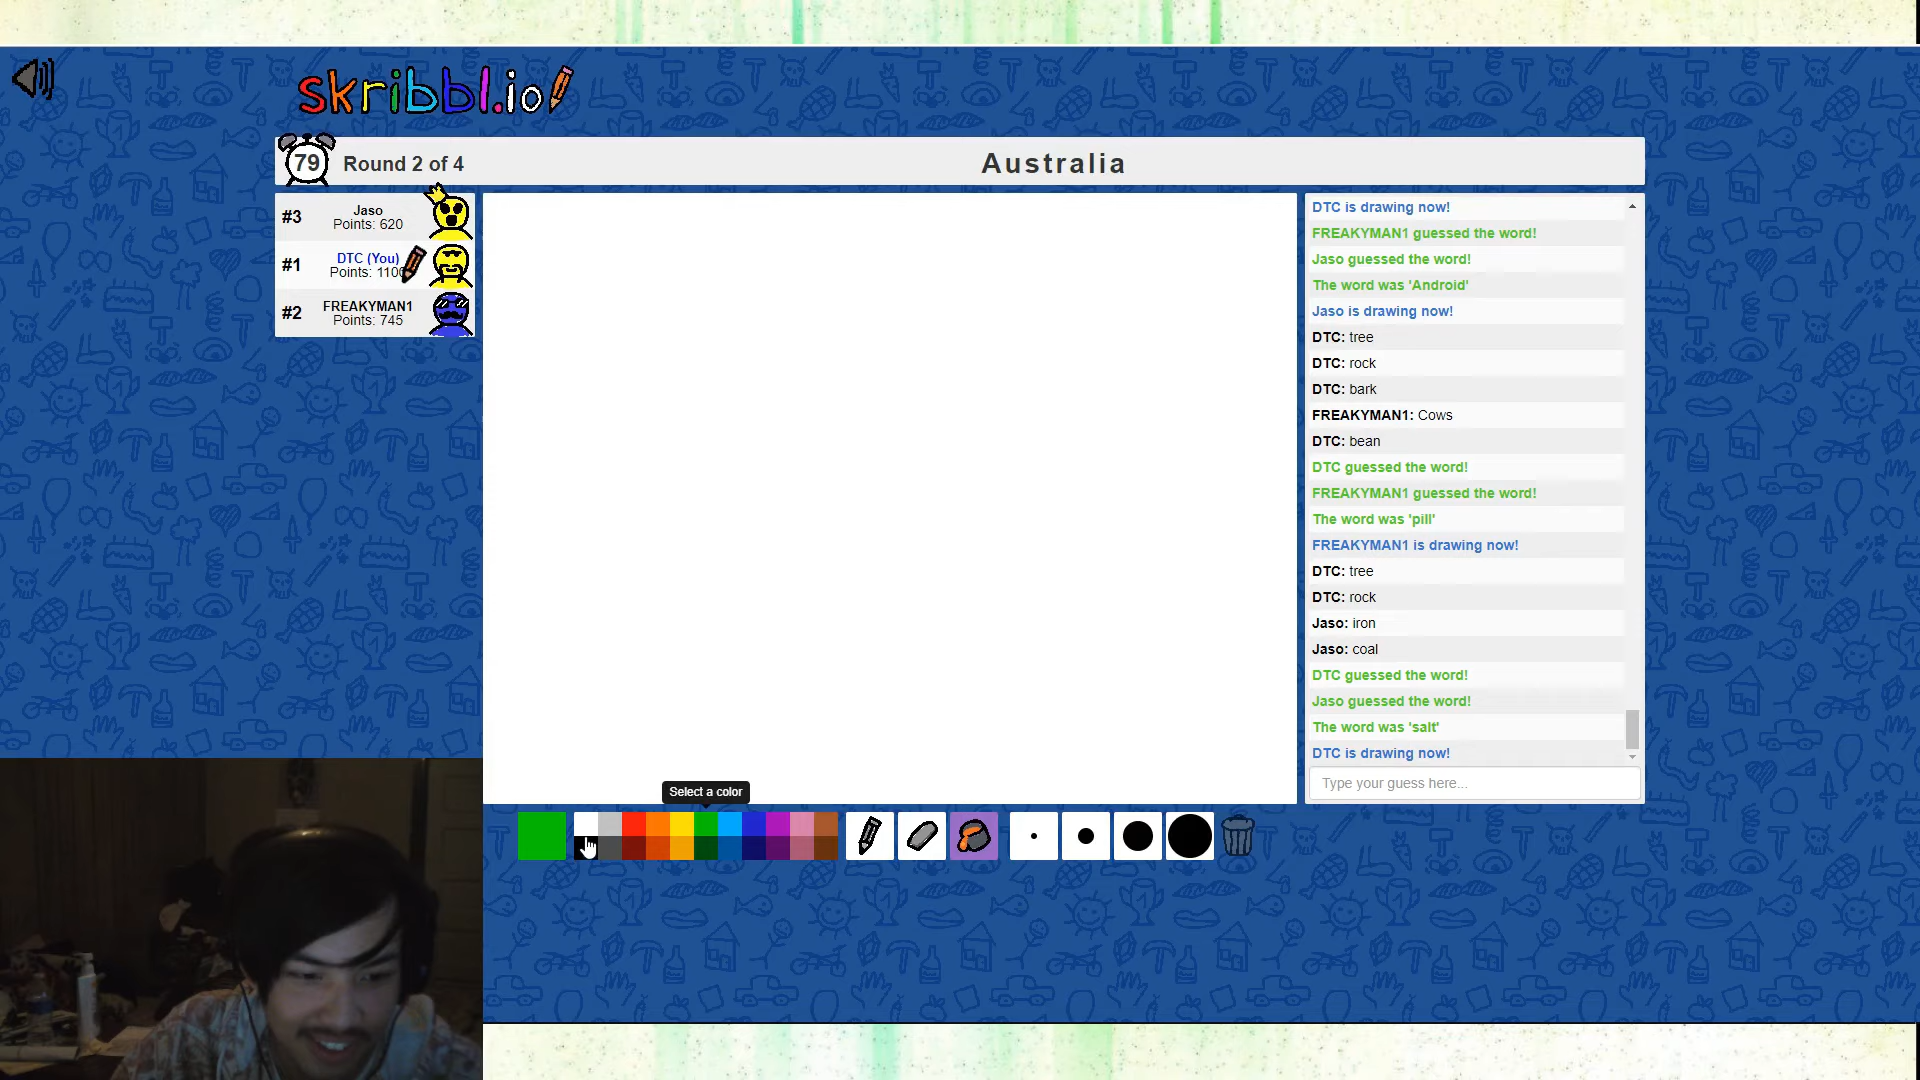 skribbl.io
79
Round 2 of 4
Australia
#3
Jaso
Points: 620
#1
DTC (You)
Points: 1100
#2
FREAKYMAN1
Points: 745
DTC is drawing now!
FREAKYMAN1 guessed the word!
Jaso guessed the word!
The word was 'Android'
Jaso is drawing now!
DTC: tree
DTC: rock
DTC: bark
FREAKYMAN1: Cows
DTC: bean
DTC guessed the word!
FREAKYMAN1 guessed the word!
The word was 'pill'
FREAKYMAN1 is drawing now!
DTC: tree
DTC: rock
Jaso: iron
Jaso: coal
DTC guessed the word!
Jaso guessed the word!
The word was 'salt'
DTC is drawing now!
Type your guess here...
Select a color